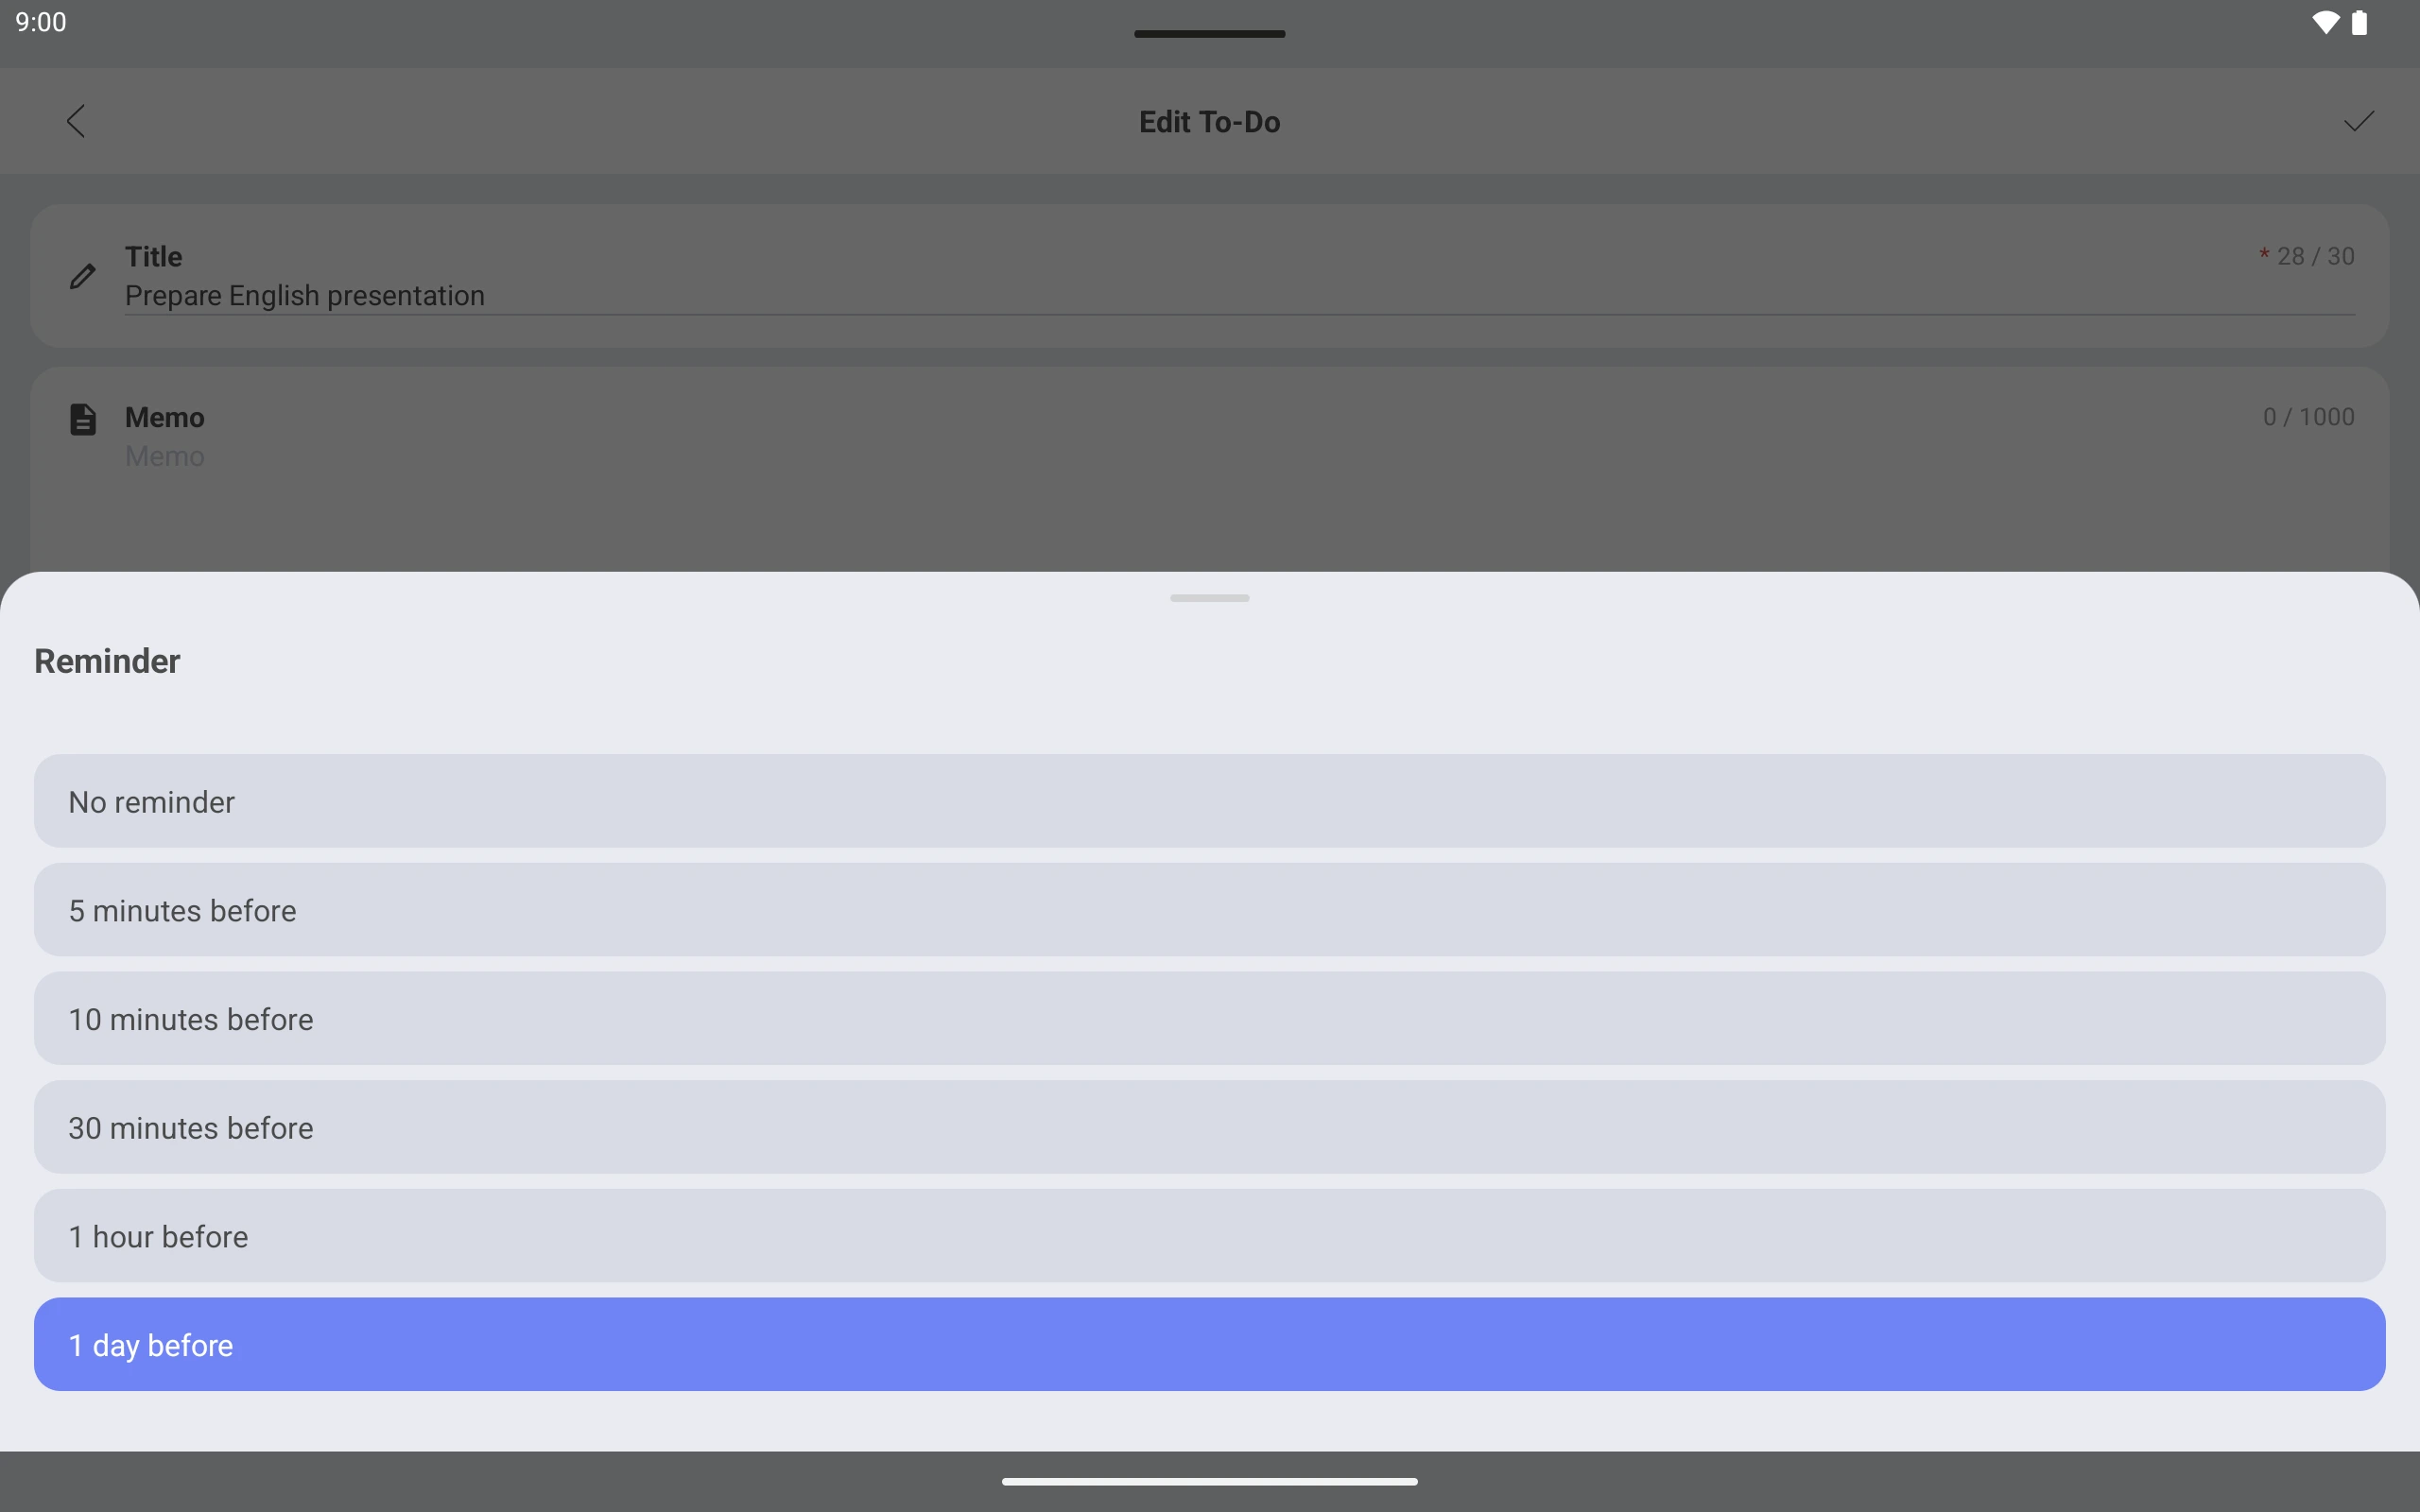 9:00
Edit To-Do
Title
* 28 / 30
Prepare English presentation
Memo
0 / 1000
Memo
Reminder
No reminder
5 minutes before
10 minutes before
30 minutes before
1 hour before
1 day before